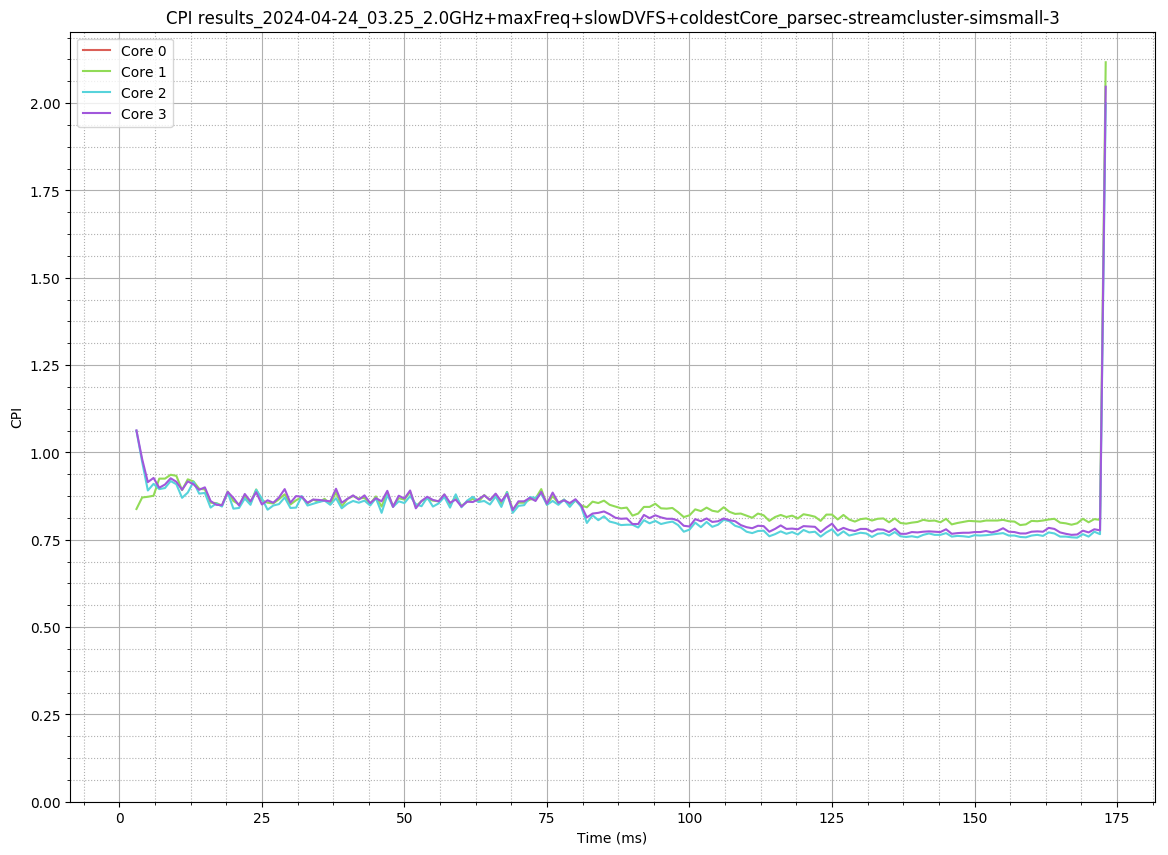 CPI results_2024-04-24_03.25_2.0GHz+maxFreq+slowDVFS+coldestCore_parsec-streamcluster-simsmall-3
Core 0
Core 1
Core 2
Core 3
2.00
1.75
1.50
1.25
1.00
0.75
0.50
0.25
0.00
CPI
0 25 50 75 100 125 150 175
Time (ms)